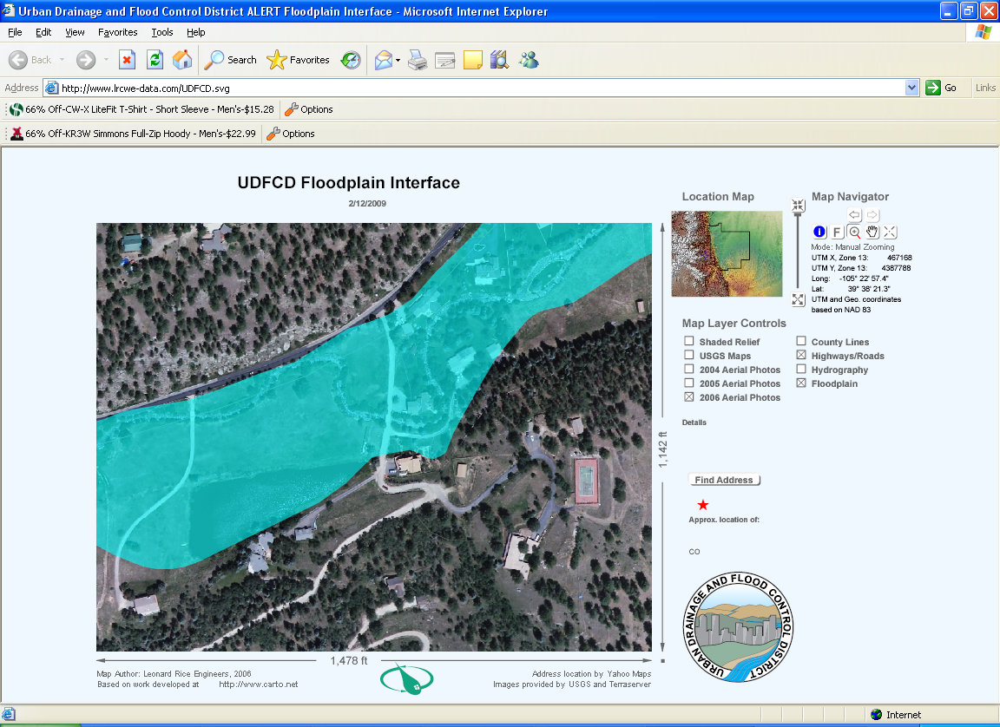 Urban Drainage and Flood Control District ALERT Floodplain Interface - Microsoft Internet Explorer
File Edit View Favorites Tools Help
Back Search Favorites
Address http://www.lrcwe-data.com/UDFCD.svg Go Links
66% Off-CW-X LiteFit T-Shirt - Short Sleeve - Men's-$15.28 Options
66% Off-KR3W Simmons Full-Zip Hoody - Men's-$22.99 Options
UDFCD Floodplain Interface
2/12/2009
Location Map
Map Navigator
i F
Mode: Manual Zooming
UTM X, Zone 13: 467168
UTM Y, Zone 13: 4387788
Long: -105° 22' 57.4"
Lat: 39° 38' 21.3"
UTM and Geo. coordinates
based on NAD 83
Map Layer Controls
Shaded Relief
USGS Maps
2004 Aerial Photos
2005 Aerial Photos
2006 Aerial Photos
County Lines
Highways/Roads
Hydrography
Floodplain
Details
1,142 ft
Find Address
Approx. location of:
CO
URBAN DRAINAGE AND FLOOD CONTROL DISTRICT
1,478 ft
Map Author: Leonard Rice Engineers, 2006
Based on work developed at http://www.carto.net
Address location by Yahoo Maps
Images provided by USGS and Terraserver
Internet